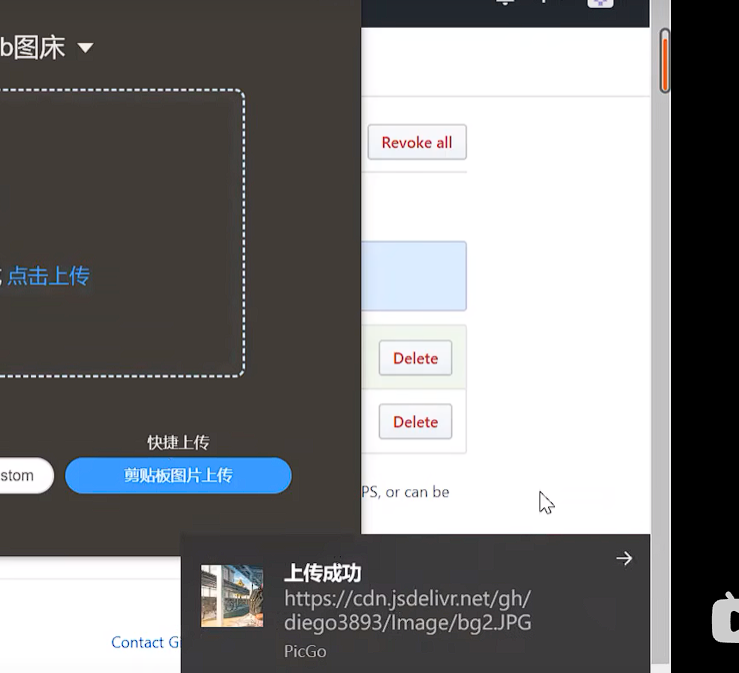 b图床
Revoke all
点击上传
Delete
Delete
快捷上传
stom
剪贴板图片上传
PS, or can be
上传成功
https://cdn.jsdelivr.net/gh/
diego3893/Image/bg2.JPG
PicGo
Contact Gi